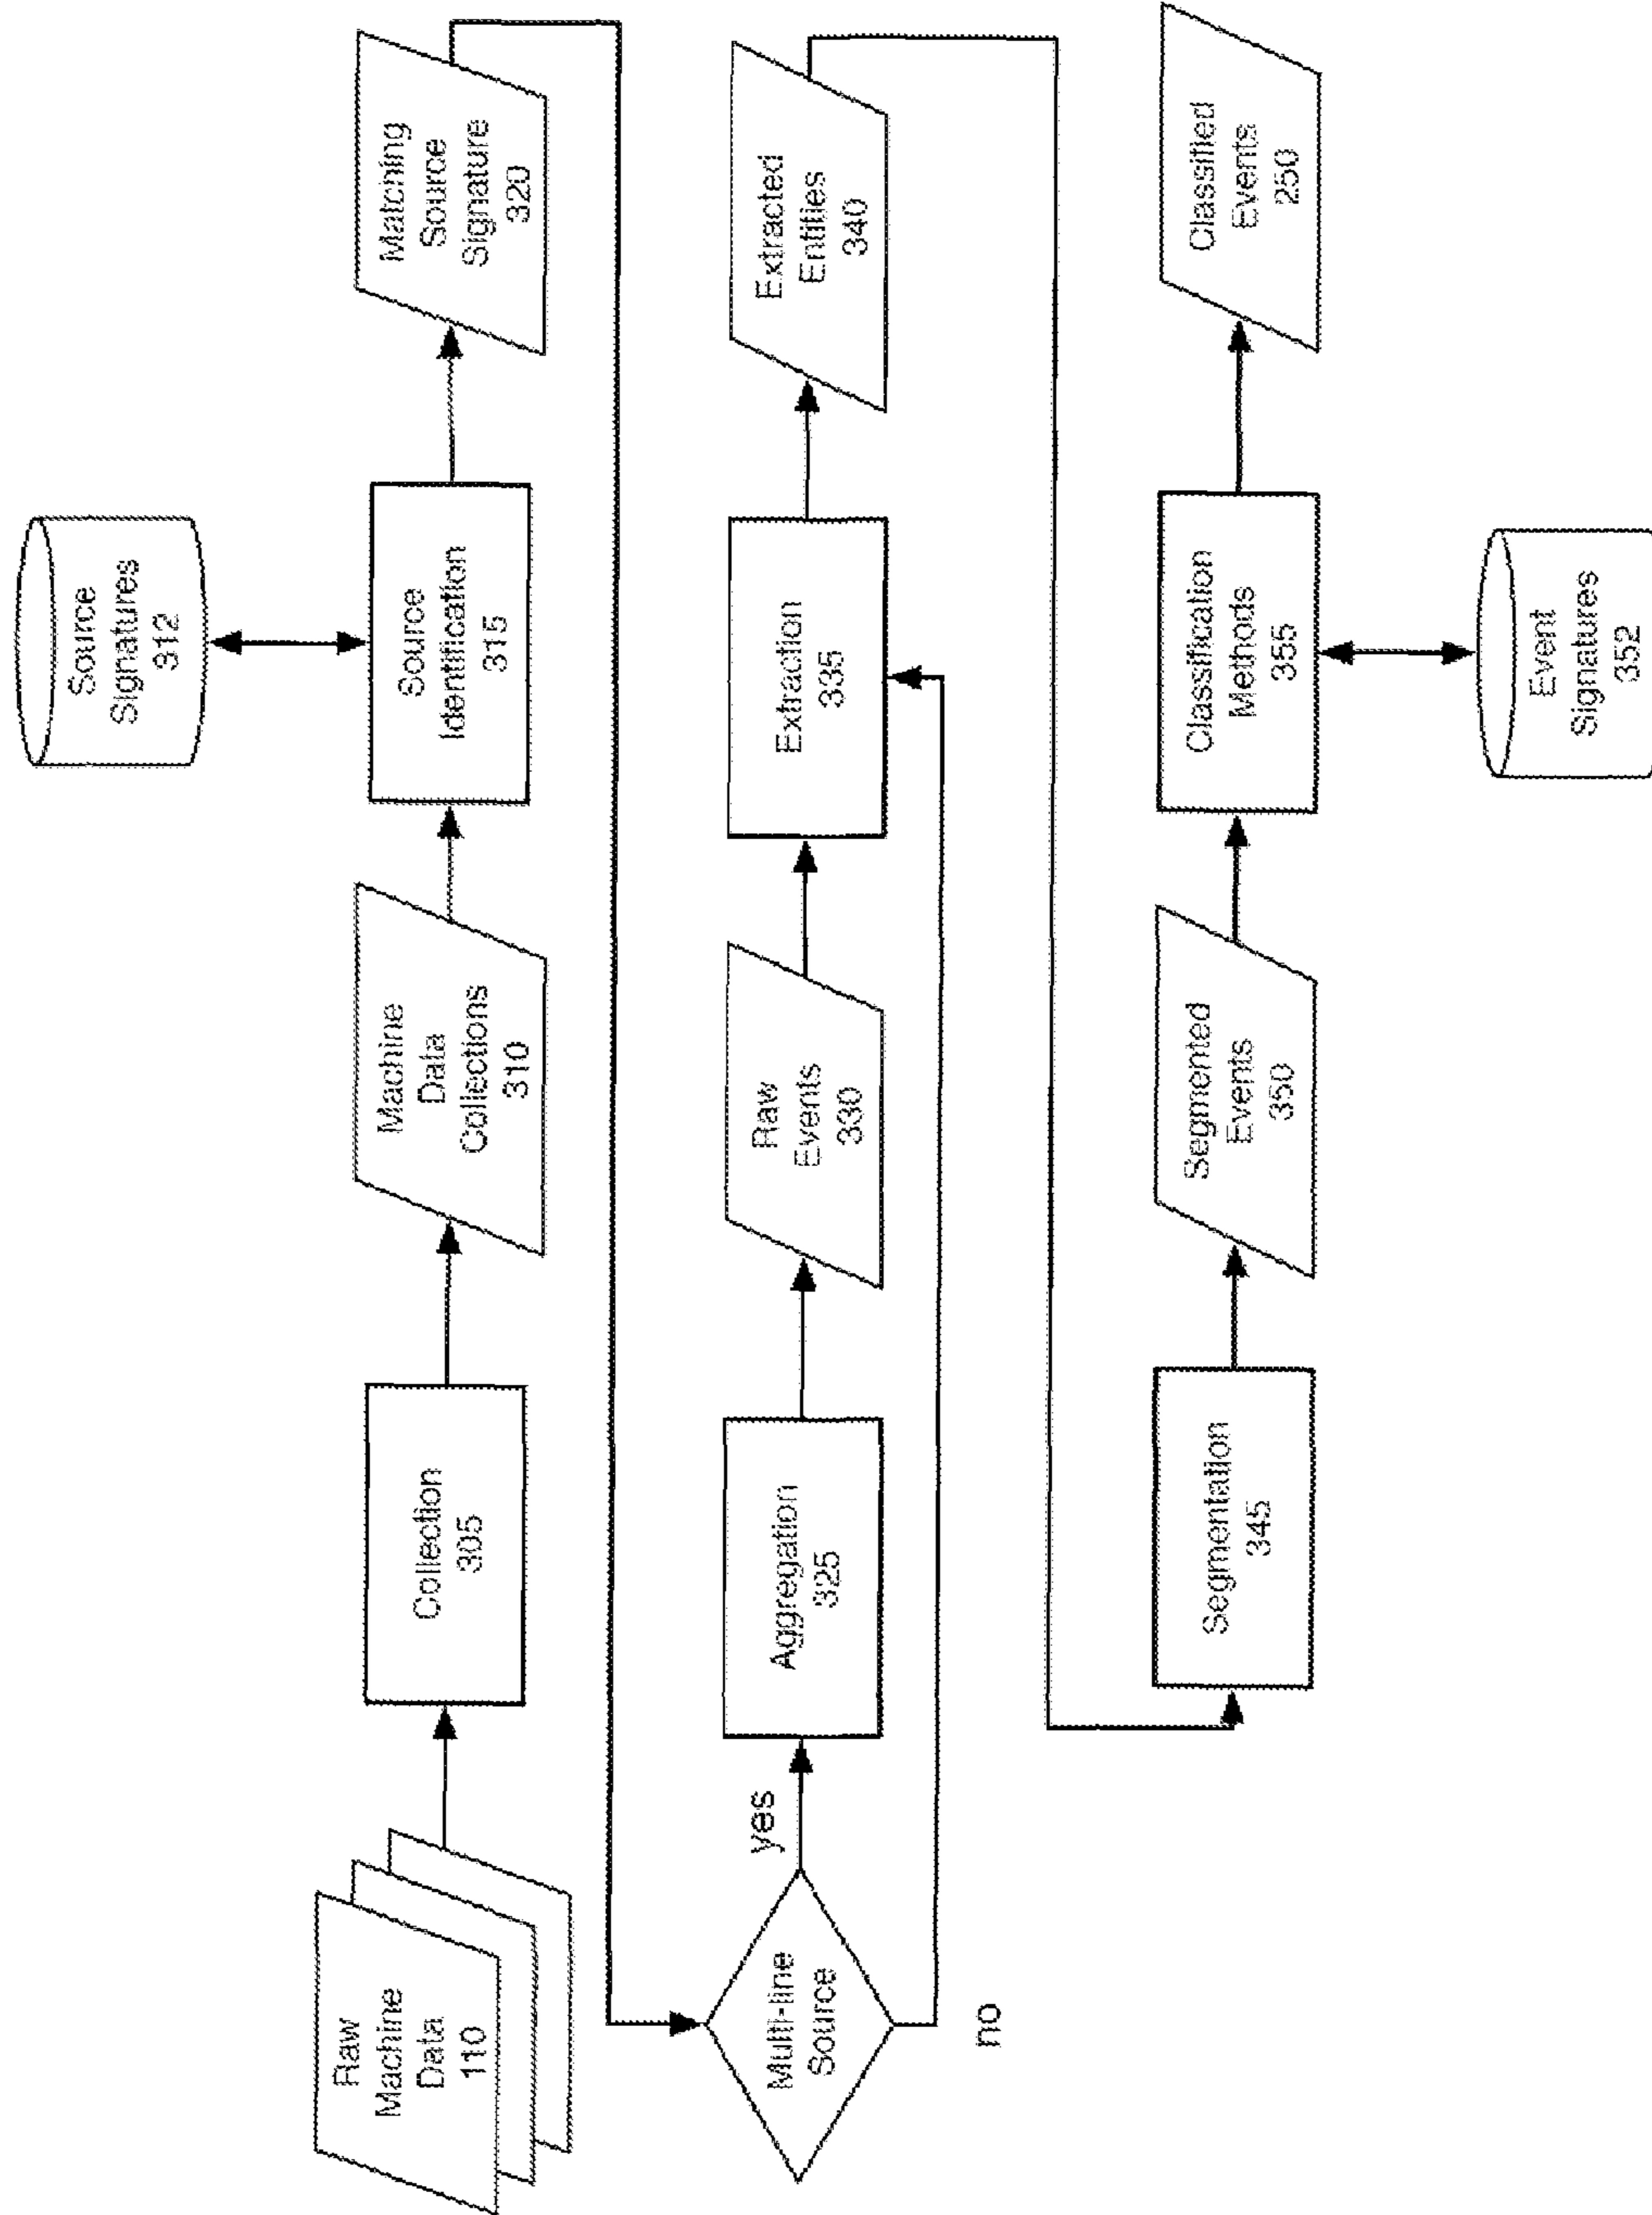 Source
Signatures
312
Raw
Machine
Data
110
Collection
305
Machine
Data
Collections
310
Source
Identification
315
Matching
Source
Signature
320
Multi-line
Source
yes
no
Aggregation
325
Raw
Events
330
Extraction
335
Extracted
Entities
340
Segmentation
345
Segmented
Events
350
Classification
Methods
355
Classified
Events
250
Event
Signatures
352